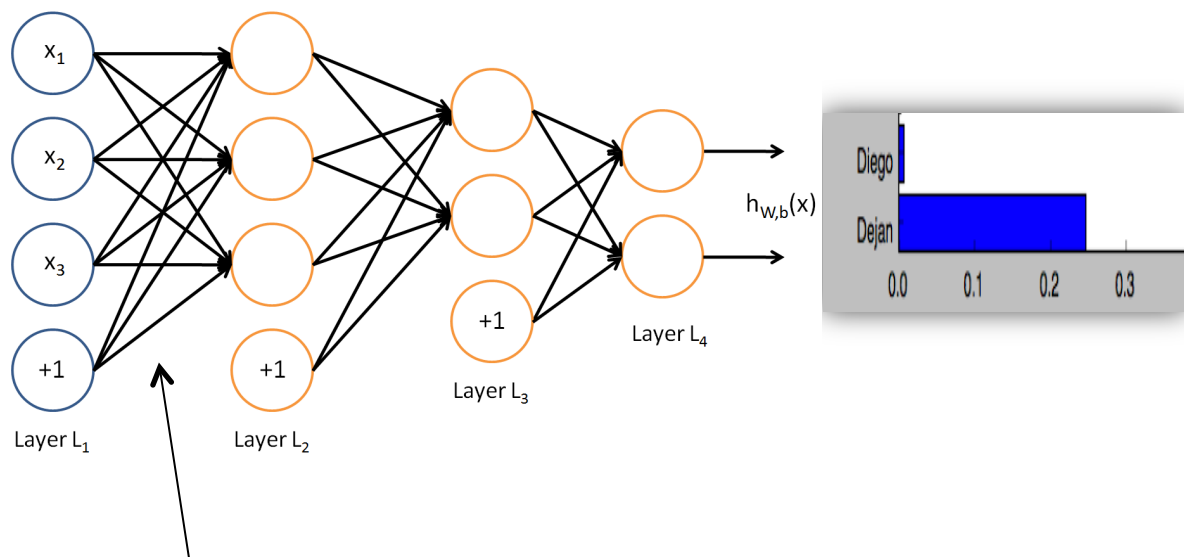 x1
x2
x3
+1
Layer L1
+1
Layer L2
+1
Layer L3
Layer L4
hW,b(x)
Diego
Dejan
0.0 0.1 0.2 0.3